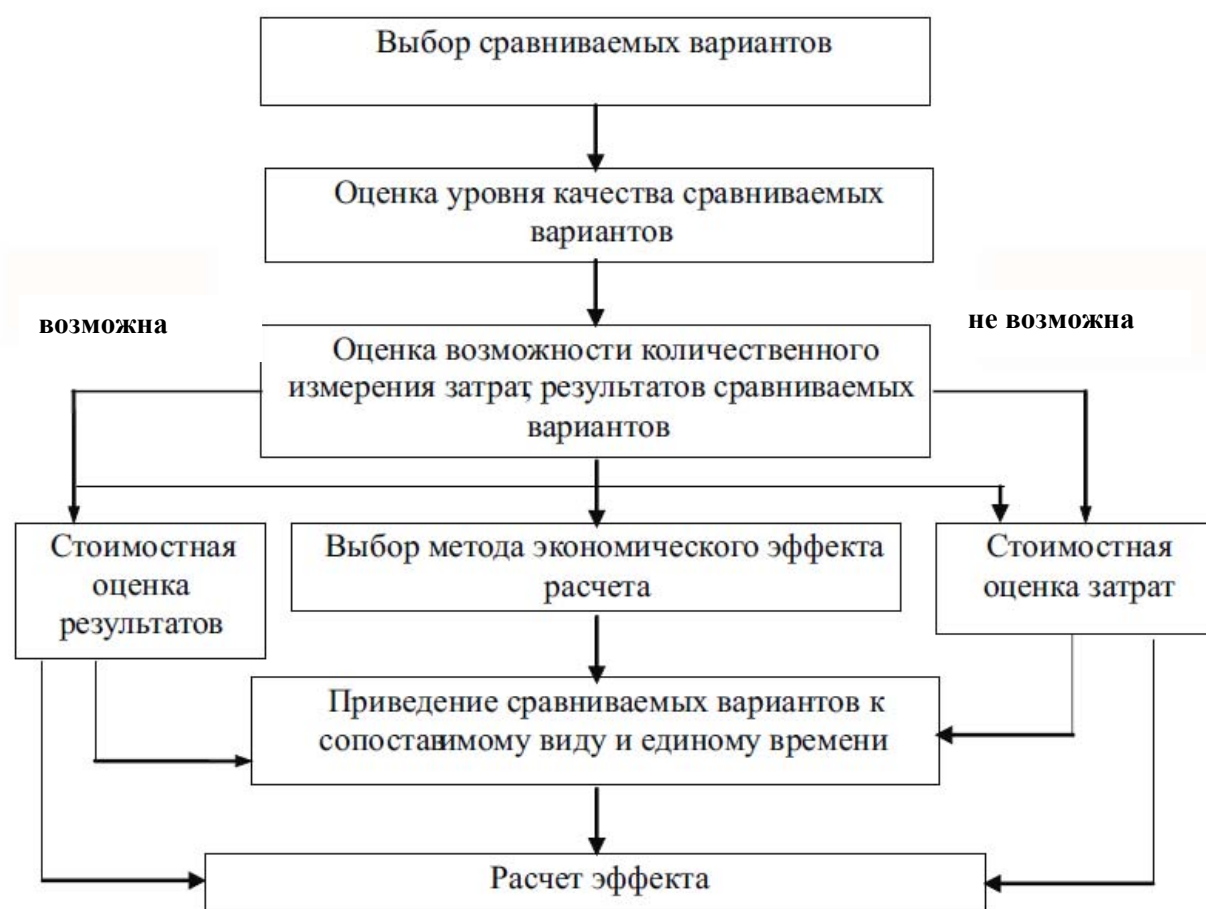 Выбор сравниваемых вариантов
Оценка уровня качества сравниваемых
вариантов
возможна
не возможна
Оценка возможности количественного
измерения затрат, результатов сравниваемых
вариантов
Стоимостная
оценка
результатов
Выбор метода экономического эффекта
расчета
Стоимостная
оценка затрат
Приведение сравниваемых вариантов к
сопоставимому виду и единому времени
Расчет эффекта